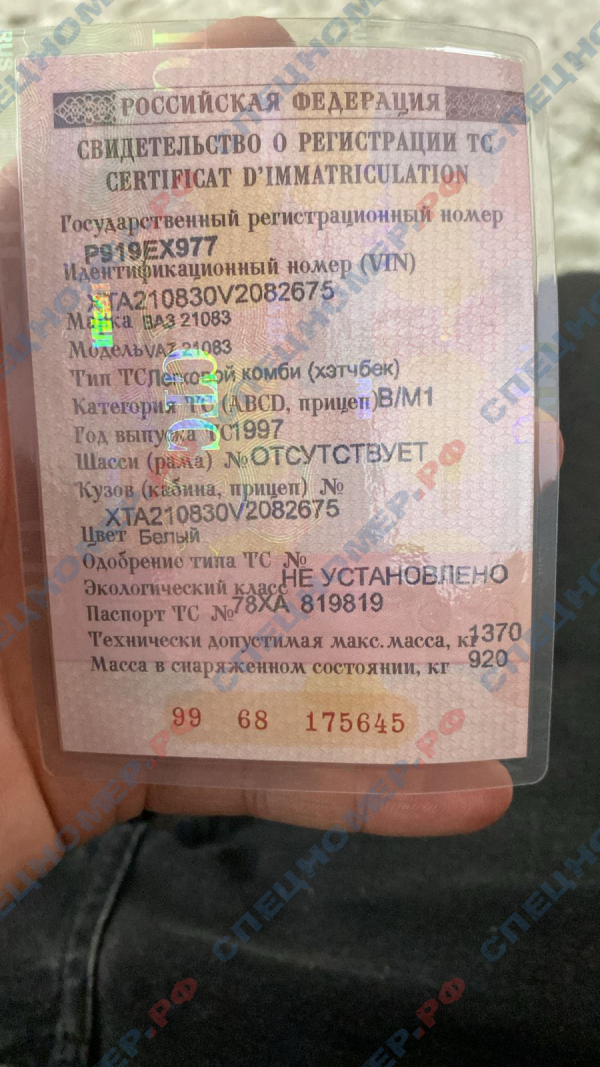 РОССИЙСКАЯ ФЕДЕРАЦИЯ
СВИДЕТЕЛЬСТВО О РЕГИСТРАЦИИ ТС
CERTIFICAT D'IMMATRICULATION
Государственный регистрационный номер
Р919ЕХ977
Идентификационный номер (VIN)
XTA210830V2082675
Марка ВАЗ 21083
Модель VAZ 21083
Тип ТС Легковой комби (хэтчбек)
Категория ТС (ABCD, прицеп) B/M1
Год выпуска ТС 1997
Шасси (рама) № ОТСУТСТВУЕТ
Кузов (кабина, прицеп) №
XTA210830V2082675
Цвет Белый
Одобрение типа ТС №
Экологический класс НЕ УСТАНОВЛЕНО
Паспорт ТС № 78ХА 819819
Технически допустимая макс. масса, кг 1370
Масса в снаряженном состоянии, кг 920
99 68 175645
СПЕЦНОМЕР.РФ